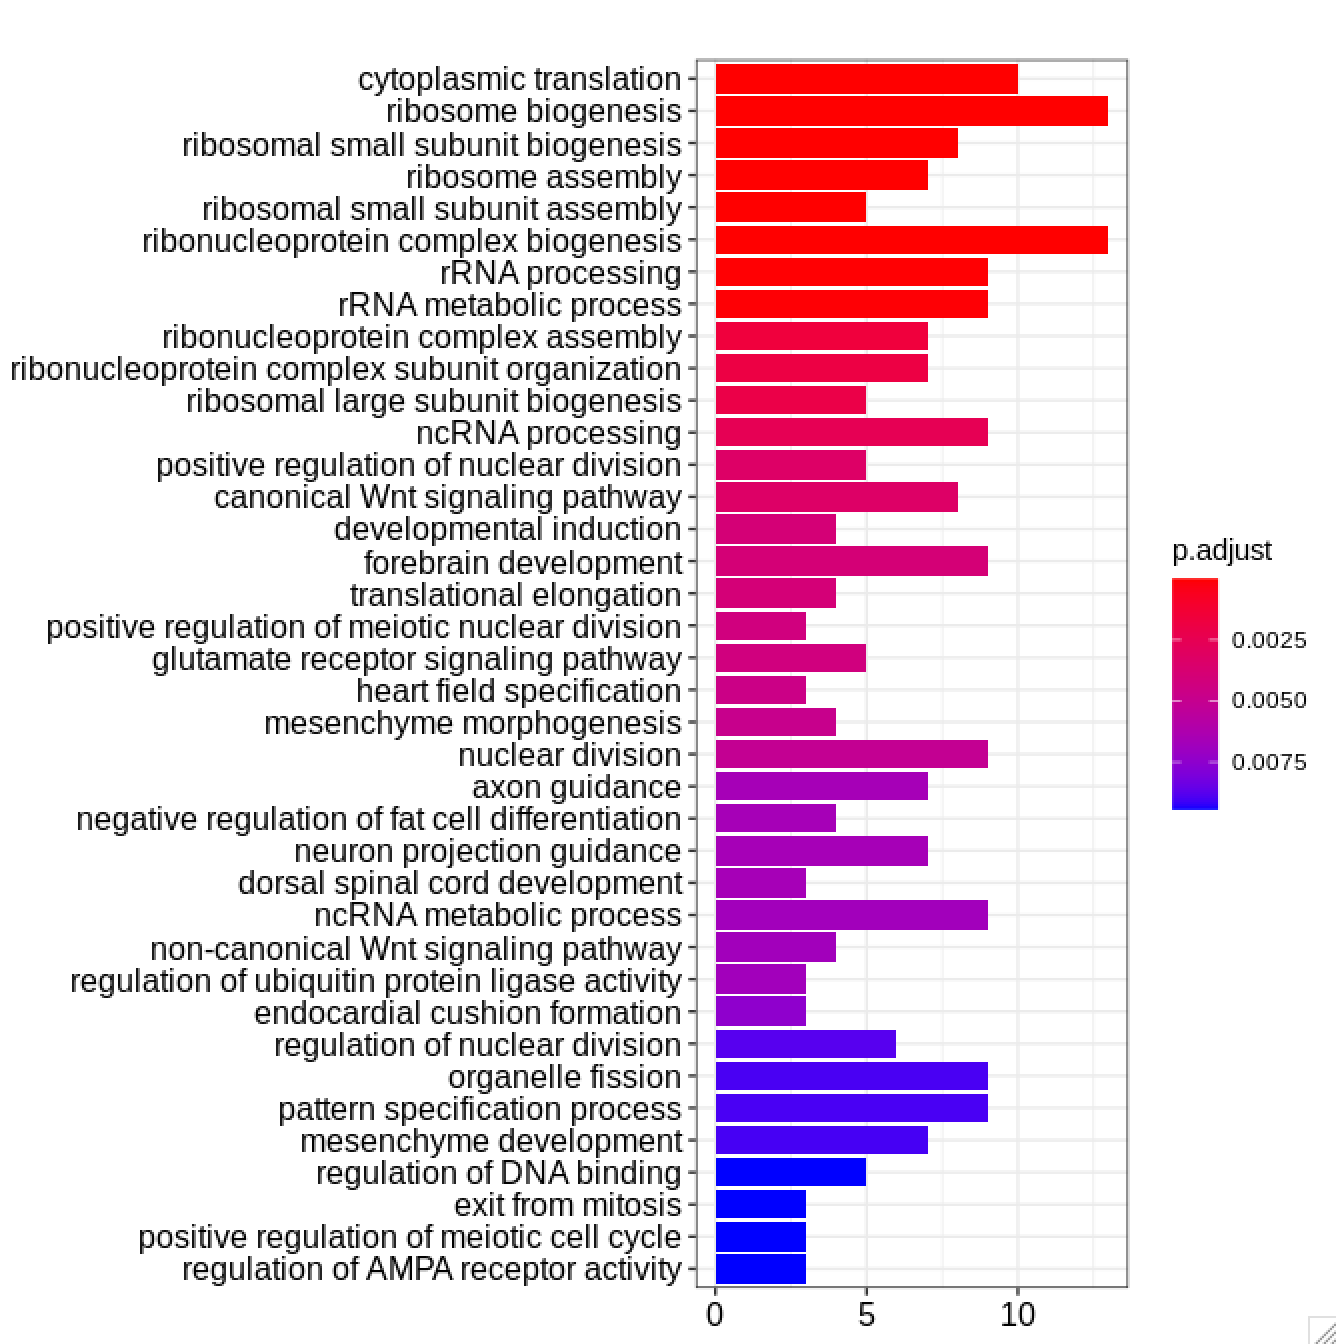 cytoplasmic translation
ribosome biogenesis
ribosomal small subunit biogenesis
ribosome assembly
ribosomal small subunit assembly
ribonucleoprotein complex biogenesis
rRNA processing
rRNA metabolic process
ribonucleoprotein complex assembly
ribonucleoprotein complex subunit organization
ribosomal large subunit biogenesis
ncRNA processing
positive regulation of nuclear division
canonical Wnt signaling pathway
developmental induction
forebrain development
translational elongation
positive regulation of meiotic nuclear division
glutamate receptor signaling pathway
heart field specification
mesenchyme morphogenesis
nuclear division
axon guidance
negative regulation of fat cell differentiation
neuron projection guidance
dorsal spinal cord development
ncRNA metabolic process
non-canonical Wnt signaling pathway
regulation of ubiquitin protein ligase activity
endocardial cushion formation
regulation of nuclear division
organelle fission
pattern specification process
mesenchyme development
regulation of DNA binding
exit from mitosis
positive regulation of meiotic cell cycle
regulation of AMPA receptor activity
0 5 10
p.adjust
0.0025
0.0050
0.0075